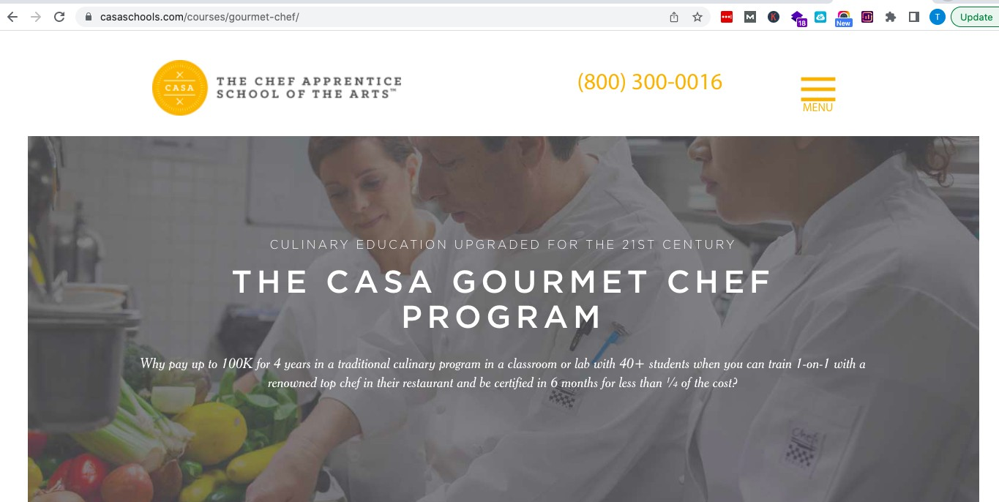 casaschools.com/courses/gourmet-chef/
18
New
T
Update
CASA
THE CHEF APPRENTICE
SCHOOL OF THE ARTS™
(800) 300-0016
MENU
CULINARY EDUCATION UPGRADED FOR THE 21ST CENTURY
THE CASA GOURMET CHEF
PROGRAM
Why pay up to 100K for 4 years in a traditional culinary program in a classroom or lab with 40+ students when you can train 1-on-1 with a
renowned top chef in their restaurant and be certified in 6 months for less than ¼ of the cost?
Chefs